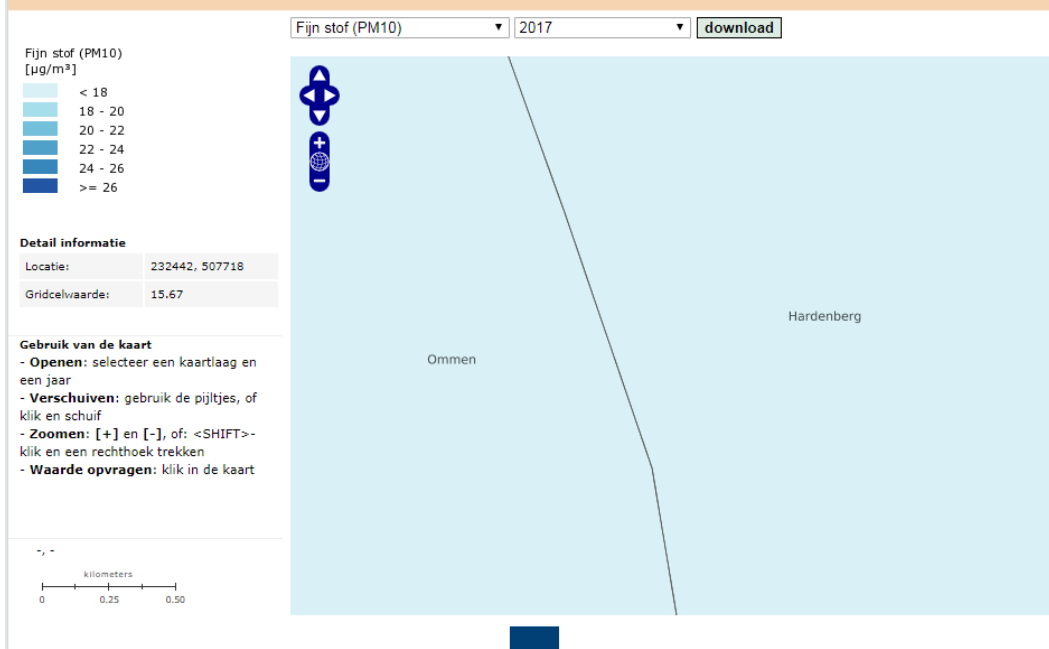 Fijn stof (PM10) ▼ 2017 ▼ download
Fijn stof (PM10)
[µg/m³]
< 18
18 - 20
20 - 22
22 - 24
24 - 26
>= 26
Detail informatie
Locatie: 232442, 507718
Gridcelwaarde: 15.67
Gebruik van de kaart
- Openen: selecteer een kaartlaag en
een jaar
- Verschuiven: gebruik de pijltjes, of
klik en schuif
- Zoomen: [+] en [-], of: <SHIFT>-
klik en een rechthoek trekken
- Waarde opvragen: klik in de kaart
-, -
kilometers
0 0.25 0.50
Hardenberg
Ommen